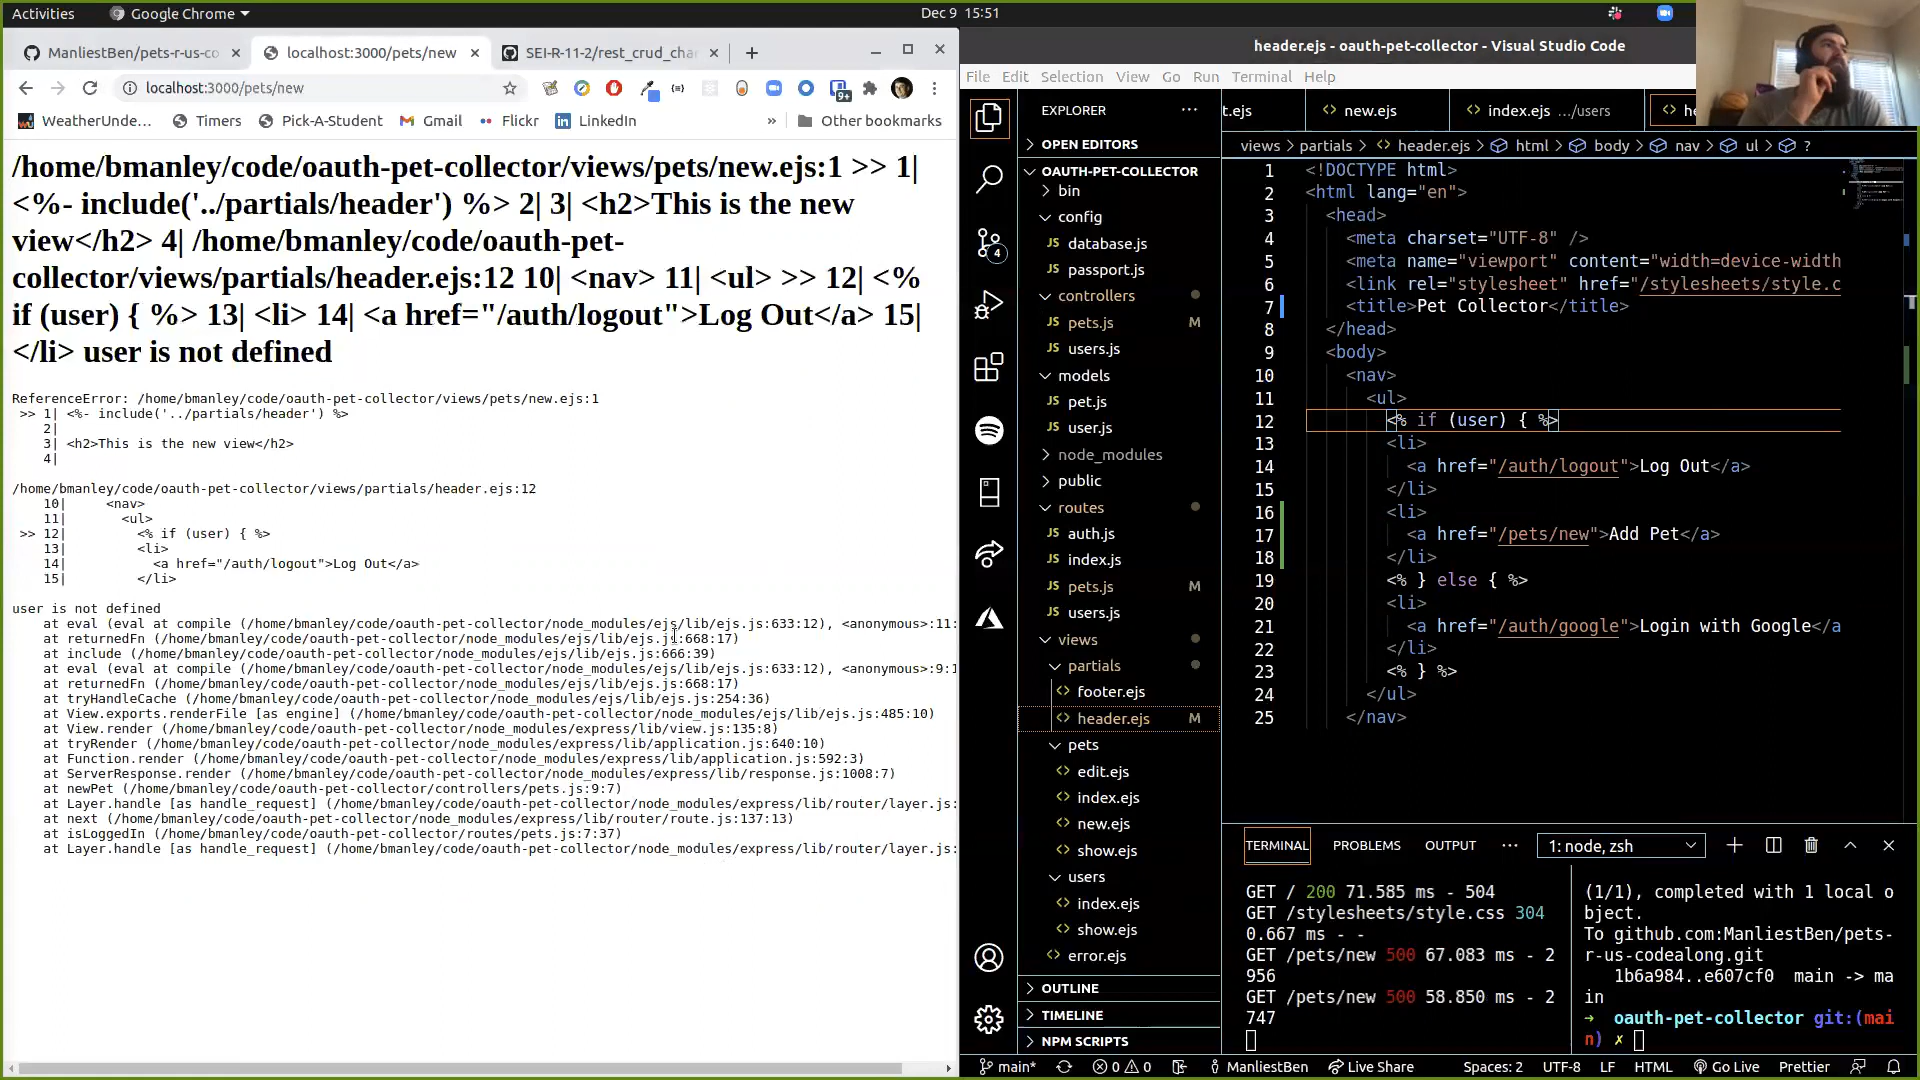 Activities
Google Chrome
Dec 9 15:51
ManliestBen/pets-r-us-co
localhost:3000/pets/new
SEI-R-11-2/rest_crud_cha
localhost:3000/pets/new
9+
WeatherUnde...
Timers
Pick-A-Student
Gmail
Flickr
LinkedIn
»
Other bookmarks
/home/bmanley/code/oauth-pet-collector/views/pets/new.ejs:1 >> 1|
<%- include('../partials/header') %> 2| 3| <h2>This is the new
view</h2> 4| /home/bmanley/code/oauth-pet-
collector/views/partials/header.ejs:12 10| <nav> 11| <ul> >> 12| <%
if (user) { %> 13| <li> 14| <a href="/auth/logout">Log Out</a> 15|
</li> user is not defined
ReferenceError: /home/bmanley/code/oauth-pet-collector/views/pets/new.ejs:1
>> 1| <%- include('../partials/header') %>
2|
3| <h2>This is the new view</h2>
4|
/home/bmanley/code/oauth-pet-collector/views/partials/header.ejs:12
10| <nav>
11| <ul>
>> 12| <% if (user) { %>
13| <li>
14| <a href="/auth/logout">Log Out</a>
15| </li>
user is not defined
at eval (eval at compile (/home/bmanley/code/oauth-pet-collector/node_modules/ejs/lib/ejs.js:633:12), <anonymous>:11:
at returnedFn (/home/bmanley/code/oauth-pet-collector/node_modules/ejs/lib/ejs.js:668:17)
at include (/home/bmanley/code/oauth-pet-collector/node_modules/ejs/lib/ejs.js:666:39)
at eval (eval at compile (/home/bmanley/code/oauth-pet-collector/node_modules/ejs/lib/ejs.js:633:12), <anonymous>:9:1
at returnedFn (/home/bmanley/code/oauth-pet-collector/node_modules/ejs/lib/ejs.js:668:17)
at tryHandleCache (/home/bmanley/code/oauth-pet-collector/node_modules/ejs/lib/ejs.js:254:36)
at View.exports.renderFile [as engine] (/home/bmanley/code/oauth-pet-collector/node_modules/ejs/lib/ejs.js:485:10)
at View.render (/home/bmanley/code/oauth-pet-collector/node_modules/express/lib/view.js:135:8)
at tryRender (/home/bmanley/code/oauth-pet-collector/node_modules/express/lib/application.js:640:10)
at Function.render (/home/bmanley/code/oauth-pet-collector/node_modules/express/lib/application.js:592:3)
at ServerResponse.render (/home/bmanley/code/oauth-pet-collector/node_modules/express/lib/response.js:1008:7)
at newPet (/home/bmanley/code/oauth-pet-collector/controllers/pets.js:9:7)
at Layer.handle [as handle_request] (/home/bmanley/code/oauth-pet-collector/node_modules/express/lib/router/layer.js:
at next (/home/bmanley/code/oauth-pet-collector/node_modules/express/lib/router/route.js:137:13)
at isLoggedIn (/home/bmanley/code/oauth-pet-collector/routes/pets.js:7:37)
at Layer.handle [as handle_request] (/home/bmanley/code/oauth-pet-collector/node_modules/express/lib/router/layer.js:
header.ejs - oauth-pet-collector - Visual Studio Code
File Edit Selection View Go Run Terminal Help
4
EXPLORER ...
OPEN EDITORS
OAUTH-PET-COLLECTOR
bin
config
JS database.js
JS passport.js
controllers
JS pets.js M
JS users.js
models
JS pet.js
JS user.js
node_modules
public
routes
JS auth.js
JS index.js
JS pets.js M
JS users.js
views
partials
footer.ejs
header.ejs M
pets
edit.ejs
index.ejs
new.ejs
show.ejs
users
index.ejs
show.ejs
error.ejs
OUTLINE
TIMELINE
NPM SCRIPTS
t.ejs
new.ejs
index.ejs .../users
he
views > partials > header.ejs > html > body > nav > ul > ?
1 <!DOCTYPE html>
2 <html lang="en">
3 <head>
4 <meta charset="UTF-8" />
5 <meta name="viewport" content="width=device-width
6 <link rel="stylesheet" href="/stylesheets/style.c
7 <title>Pet Collector</title>
8 </head>
9 <body>
10 <nav>
11 <ul>
12 <% if (user) { %>
13 <li>
14 <a href="/auth/logout">Log Out</a>
15 </li>
16 <li>
17 <a href="/pets/new">Add Pet</a>
18 </li>
19 <% } else { %>
20 <li>
21 <a href="/auth/google">Login with Google</a
22 </li>
23 <% } %>
24 </ul>
25 </nav>
TERMINAL PROBLEMS OUTPUT ... 1: node, zsh
GET / 200 71.585 ms - 504
GET /stylesheets/style.css 304
0.667 ms - -
GET /pets/new 500 67.083 ms - 2
956
GET /pets/new 500 58.850 ms - 2
747
(1/1), completed with 1 local o
bject.
To github.com:ManliestBen/pets-
r-us-codealong.git
1b6a984..e607cf0 main -> ma
in
➜ oauth-pet-collector git:(mai
n) ✗
main* 0 0 ManliestBen Live Share Spaces: 2 UTF-8 LF HTML Go Live Prettier